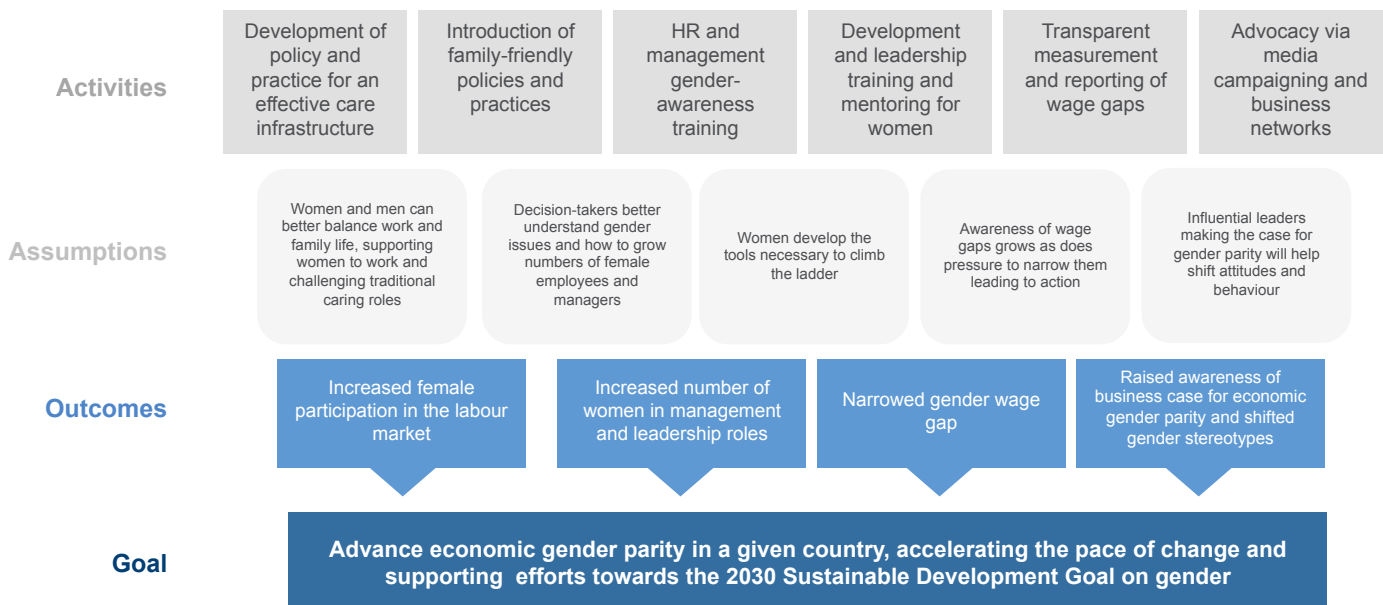 Activities
Development of
policy and
practice for an
effective care
infrastructure
Introduction of
family-friendly
policies and
practices
HR and
management
gender-
awareness
training
Development
and leadership
training and
mentoring for
women
Transparent
measurement
and reporting of
wage gaps
Advocacy via
media
campaigning and
business
networks
Assumptions
Women and men can
better balance work and
family life, supporting
women to work and
challenging traditional
caring roles
Decision-takers better
understand gender
issues and how to grow
numbers of female
employees and
managers
Women develop the
tools necessary to climb
the ladder
Awareness of wage
gaps grows as does
pressure to narrow them
leading to action
Influential leaders
making the case for
gender parity will help
shift attitudes and
behaviour
Outcomes
Increased female
participation in the labour
market
Increased number of
women in management
and leadership roles
Narrowed gender wage
gap
Raised awareness of
business case for economic
gender parity and shifted
gender stereotypes
Goal
Advance economic gender parity in a given country, accelerating the pace of change and
supporting efforts towards the 2030 Sustainable Development Goal on gender